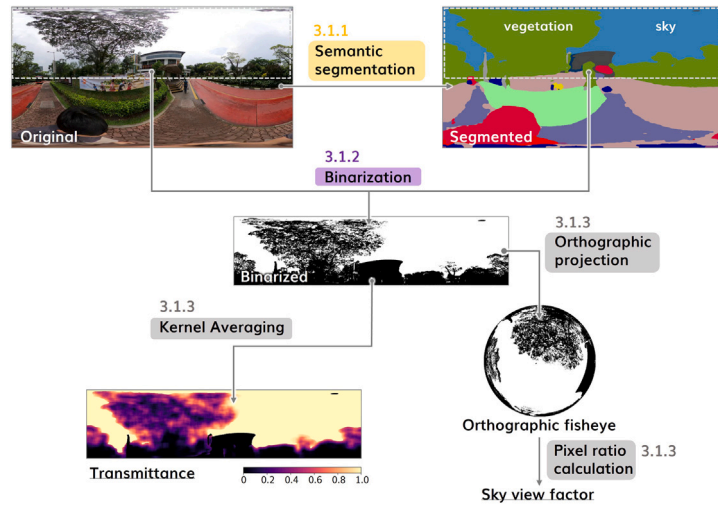 3.1.1
Semantic
segmentation
vegetation
sky
Original
Segmented
3.1.2
Binarization
Binarized
3.1.3
Orthographic
projection
3.1.3
Kernel Averaging
Orthographic fisheye
Transmittance
0 0.2 0.4 0.6 0.8 1.0
Pixel ratio
calculation
3.1.3
Sky view factor